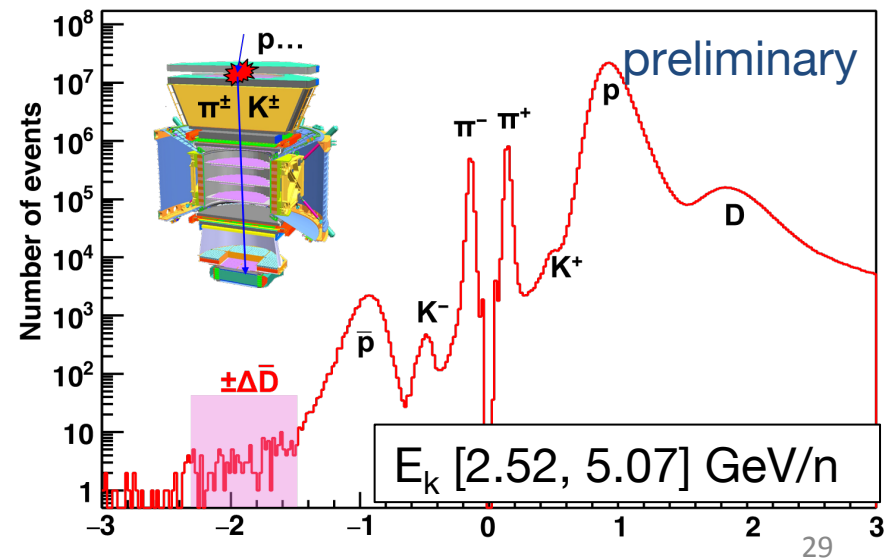 10⁸
10⁷
10⁶
10⁵
10⁴
10³
10²
10
1
Number of events
p...
π± K±
preliminary
π⁻ π⁺
p
D
K⁺
K⁻
p̄
±ΔD̄
Eₖ [2.52, 5.07] GeV/n
−3 −2 −1 0 1 2 3
29